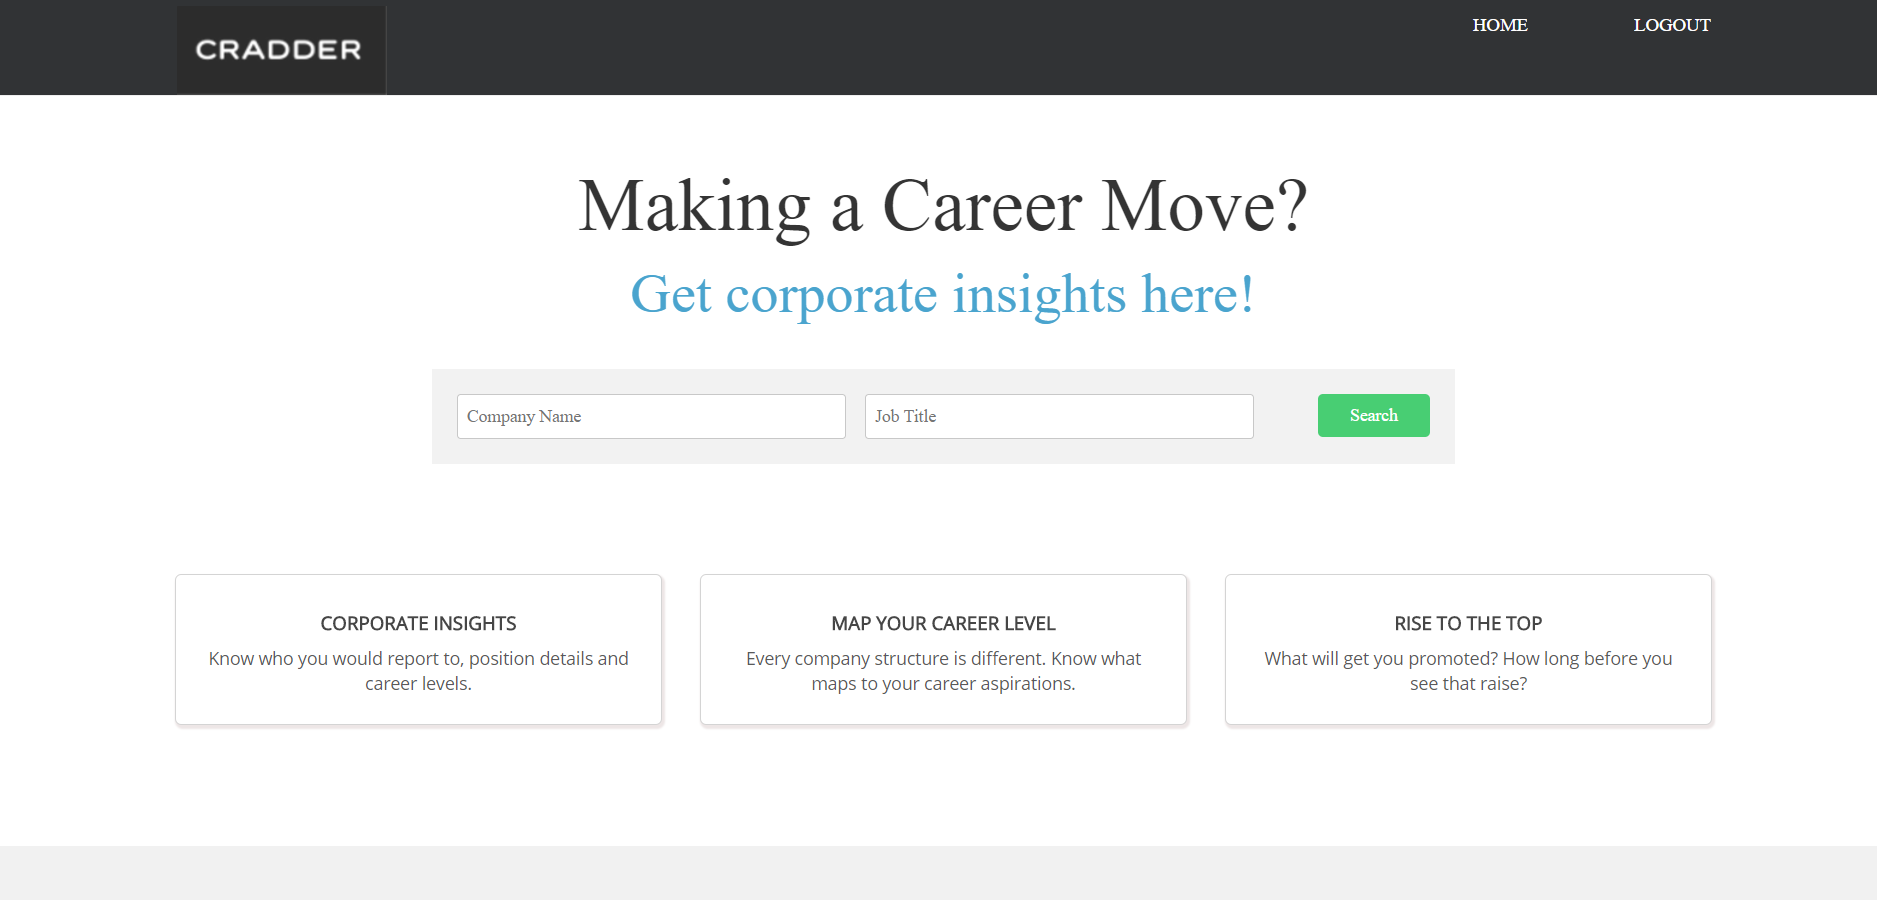 CRADDER
HOME
LOGOUT
Making a Career Move?
Get corporate insights here!
Company Name
Job Title
Search
CORPORATE INSIGHTS
Know who you would report to, position details and
career levels.
MAP YOUR CAREER LEVEL
Every company structure is different. Know what
maps to your career aspirations.
RISE TO THE TOP
What will get you promoted? How long before you
see that raise?